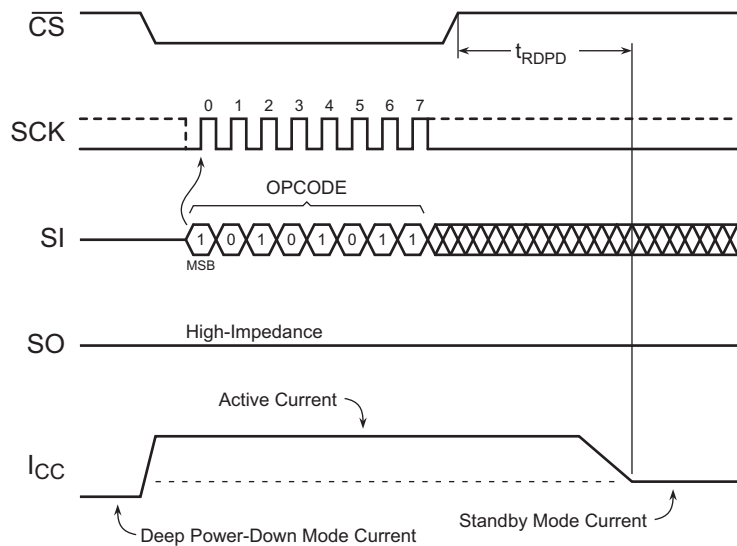 CS
tRDPD
0 1 2 3 4 5 6 7
SCK
OPCODE
SI
1 0 1 0 1 0 1 1
MSB
High-Impedance
SO
Active Current
ICC
Standby Mode Current
Deep Power-Down Mode Current